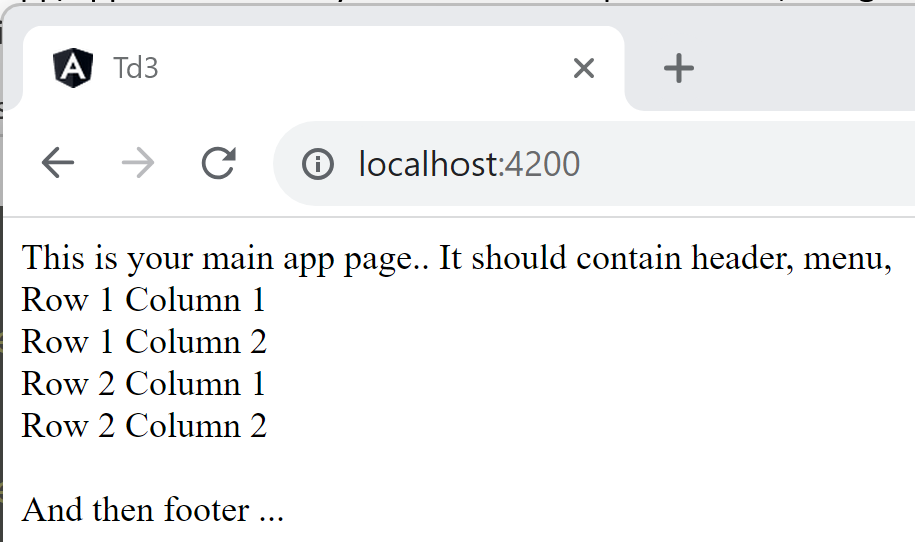 Td3
localhost:4200
This is your main app page.. It should contain header, menu,
Row 1 Column 1
Row 1 Column 2
Row 2 Column 1
Row 2 Column 2
And then footer ...